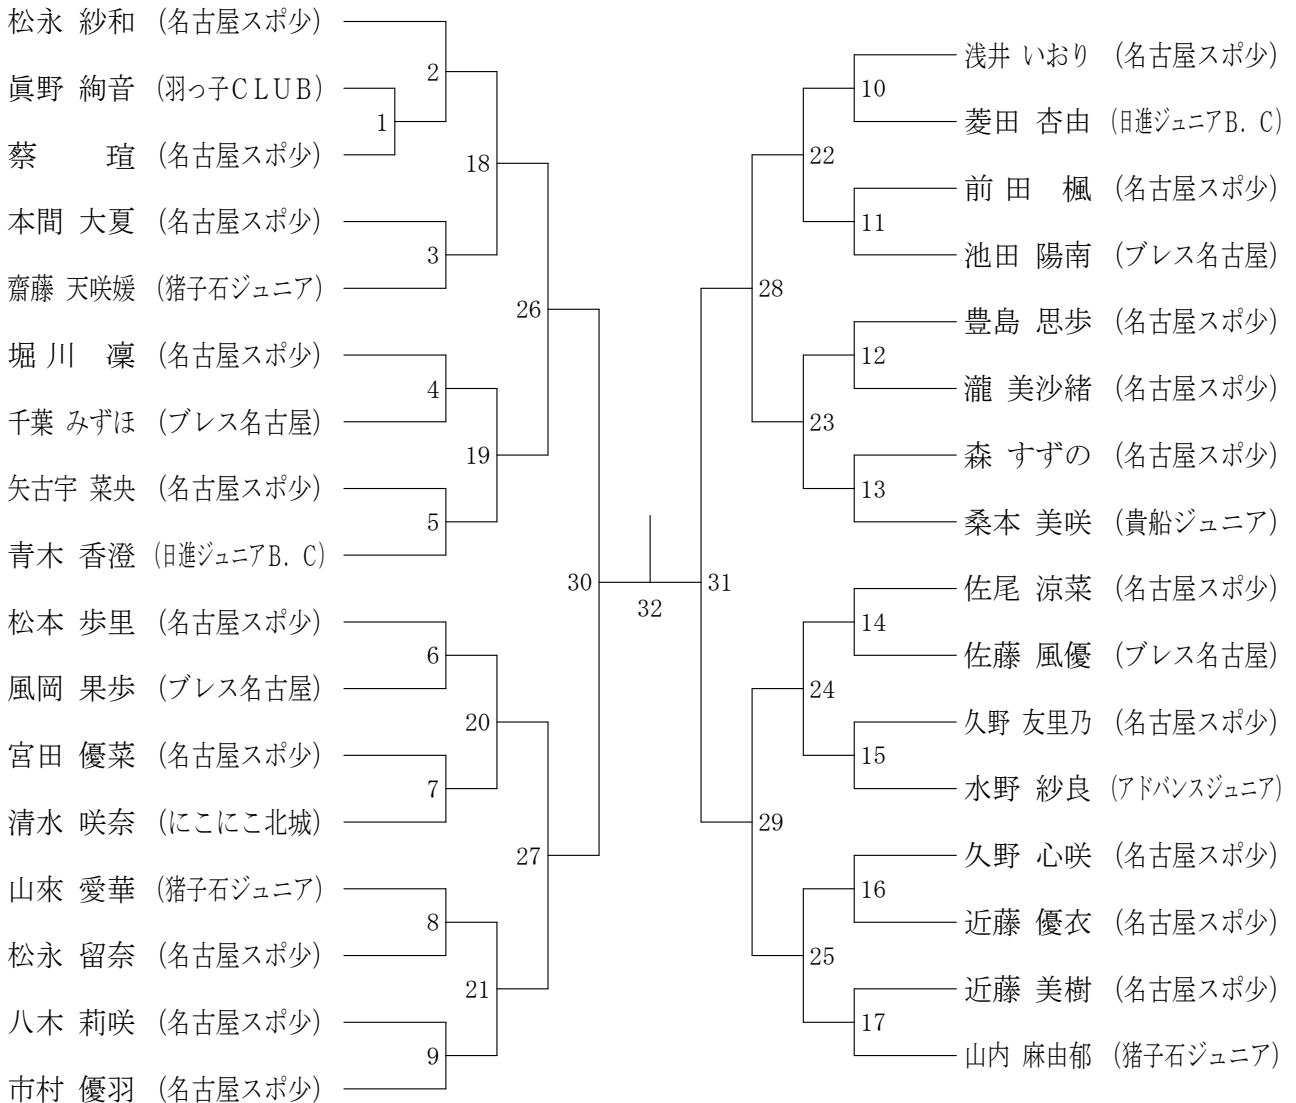 松永 紗和 (名古屋スポ少)
眞野 絢音 (羽っ子CLUB)
蔡 瑄 (名古屋スポ少)
本間 大夏 (名古屋スポ少)
齋藤 天咲媛 (猪子石ジュニア)
堀川 凜 (名古屋スポ少)
千葉 みずほ (ブレス名古屋)
矢古宇 菜央 (名古屋スポ少)
青木 香澄 (日進ジュニアB. C)
松本 歩里 (名古屋スポ少)
風岡 果歩 (ブレス名古屋)
宮田 優菜 (名古屋スポ少)
清水 咲奈 (にこにこ北城)
山來 愛華 (猪子石ジュニア)
松永 留奈 (名古屋スポ少)
八木 莉咲 (名古屋スポ少)
市村 優羽 (名古屋スポ少)
1
2
3
4
5
6
7
8
9
18
19
20
21
26
27
30
32
31
28
29
22
23
24
25
10
11
12
13
14
15
16
17
浅井 いおり (名古屋スポ少)
菱田 杏由 (日進ジュニアB. C)
前田 楓 (名古屋スポ少)
池田 陽南 (ブレス名古屋)
豊島 思歩 (名古屋スポ少)
瀧 美沙緒 (名古屋スポ少)
森 すずの (名古屋スポ少)
桑本 美咲 (貴船ジュニア)
佐尾 涼菜 (名古屋スポ少)
佐藤 風優 (ブレス名古屋)
久野 友里乃 (名古屋スポ少)
水野 紗良 (アドバンスジュニア)
久野 心咲 (名古屋スポ少)
近藤 優衣 (名古屋スポ少)
近藤 美樹 (名古屋スポ少)
山内 麻由郁 (猪子石ジュニア)